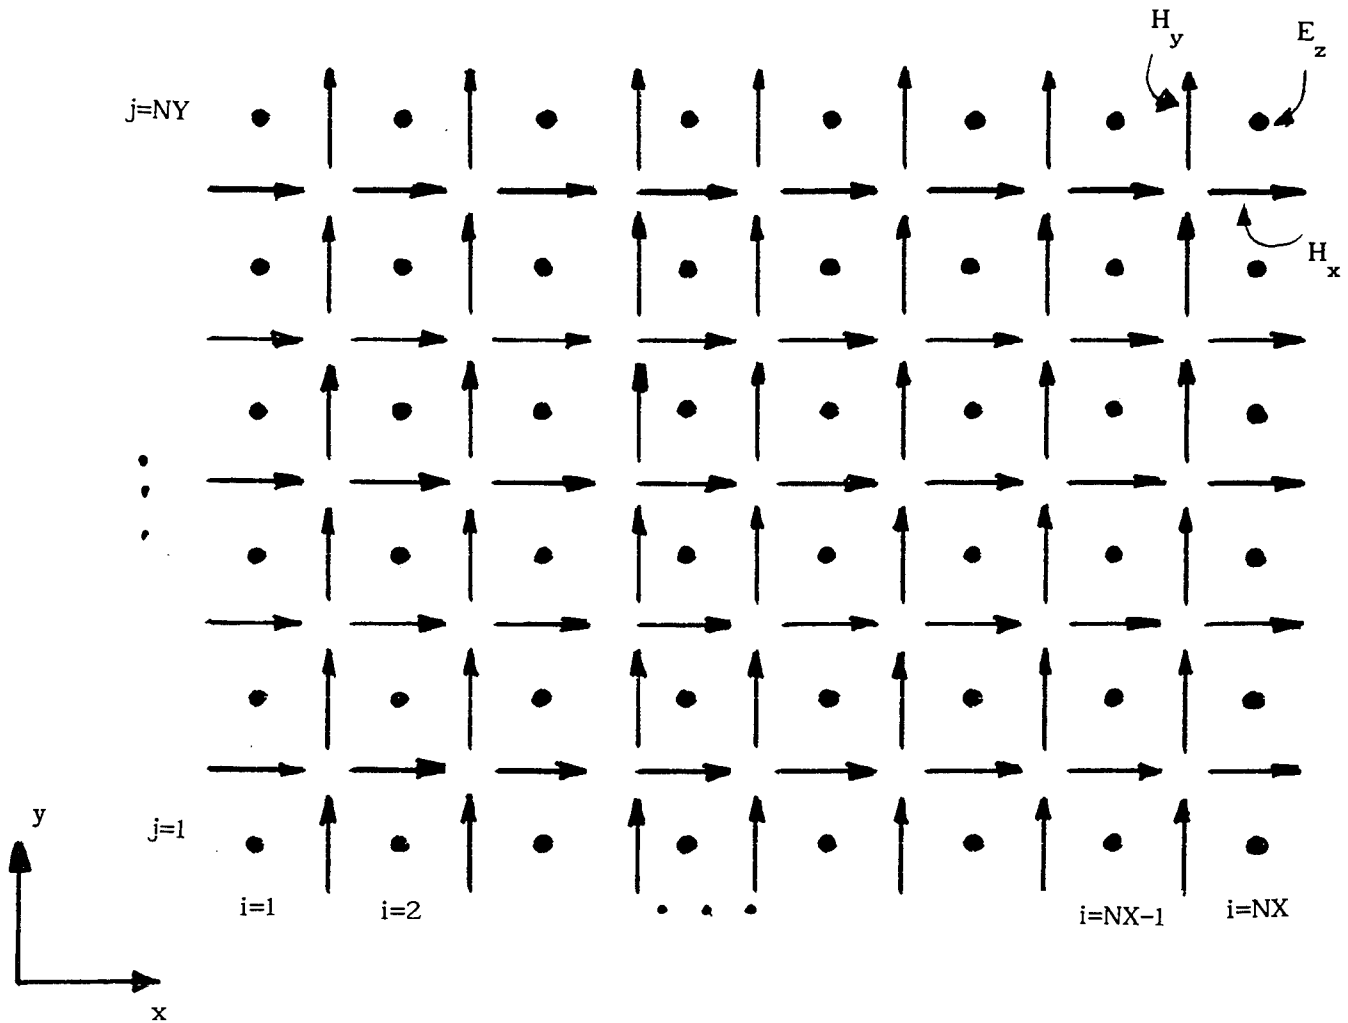 H_y
E_z
j=NY
H_x
y
j=1
i=1 i=2 . . . i=NX-1 i=NX
x